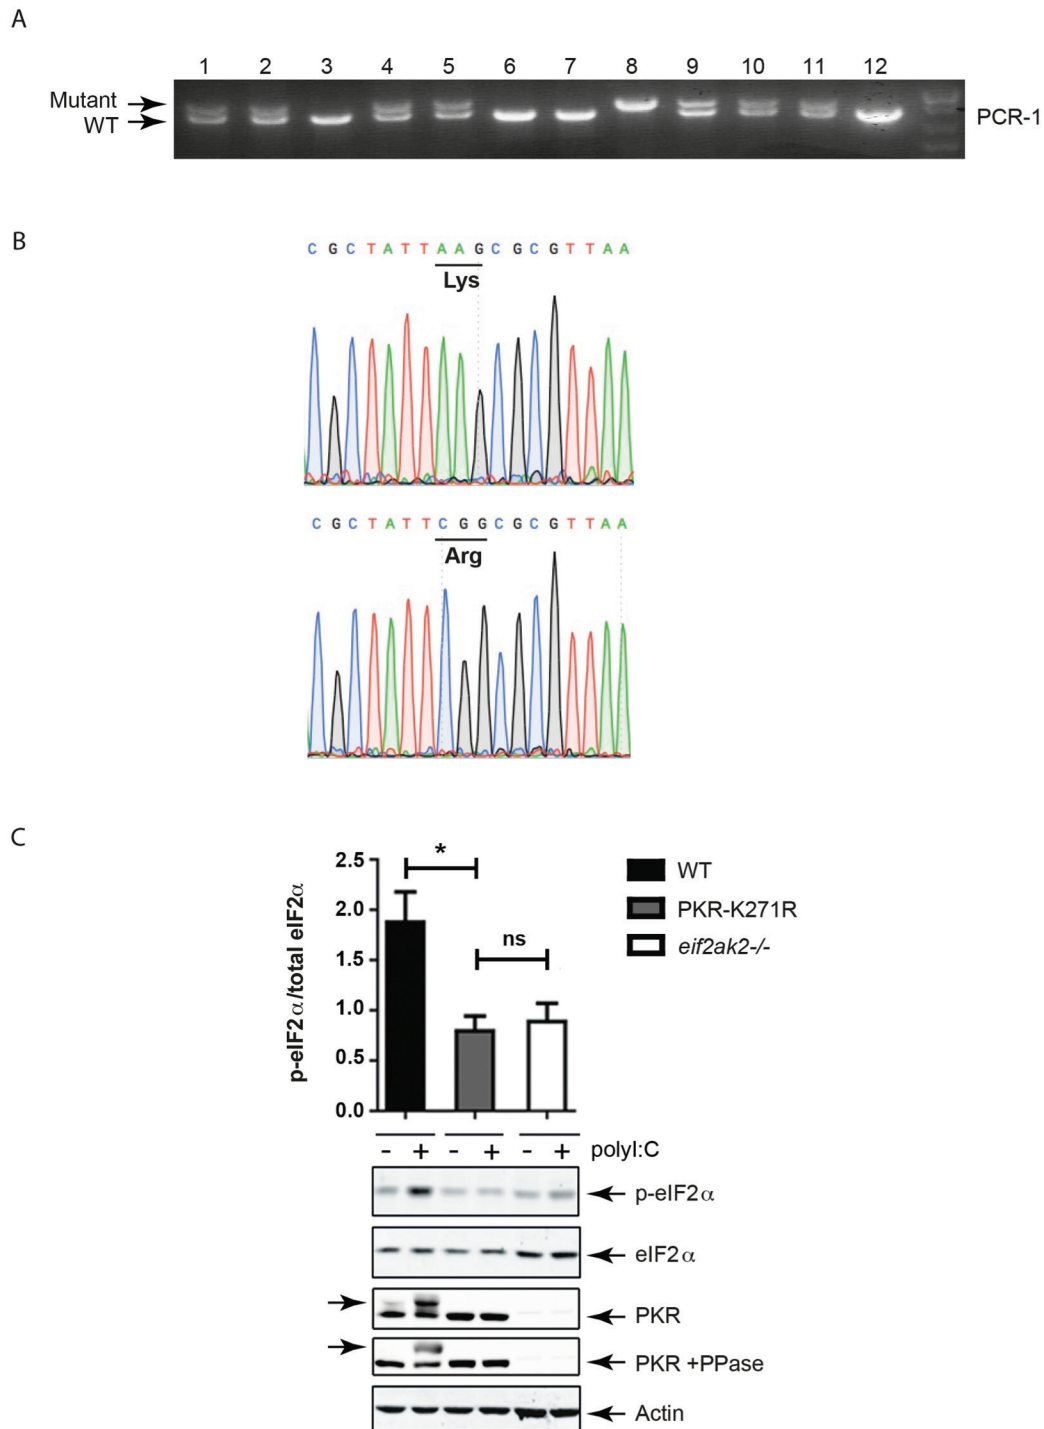 A
1 2 3 4 5 6 7 8 9 10 11 12
Mutant
WT
PCR-1
B
C G C T A T T A A G C G C G T T A A
Lys
C G C T A T T C G G C G C G T T A A
Arg
C
2.5
2.0
1.5
1.0
0.5
0.0
p-eIF2α/total eIF2α
*
ns
WT
PKR-K271R
eif2ak2-/-
- + - + - + polyI:C
p-eIF2α
eIF2α
PKR
PKR +PPase
Actin